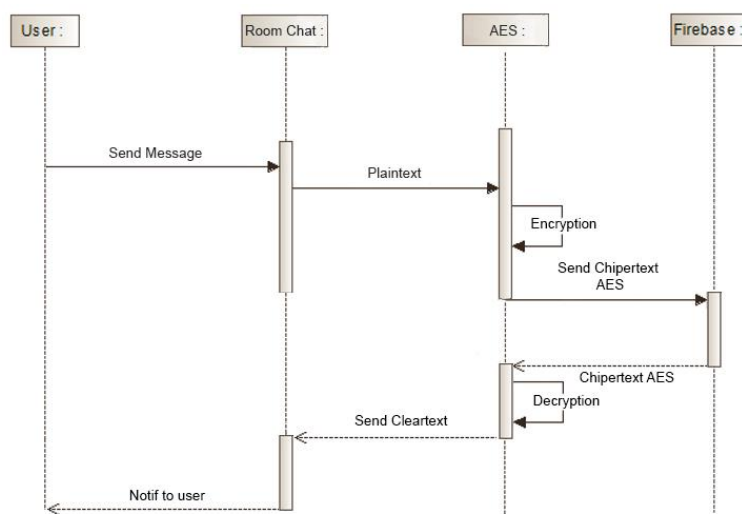 User :
Room Chat :
AES :
Firebase :
Send Message
Plaintext
Encryption
Send Chipertext
AES
Chipertext AES
Decryption
Send Cleartext
Notif to user